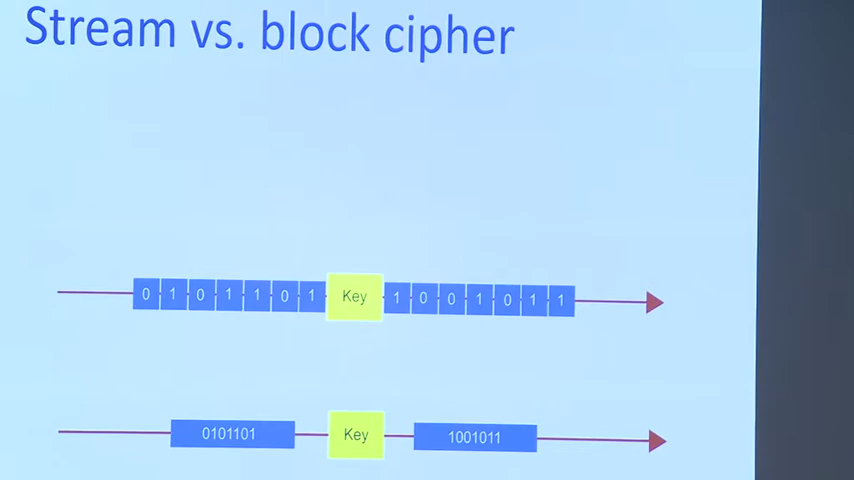 Stream vs. block cipher
0 1 0 1 1 0 1 Key 1 0 0 1 0 1 1
0101101 Key 1001011